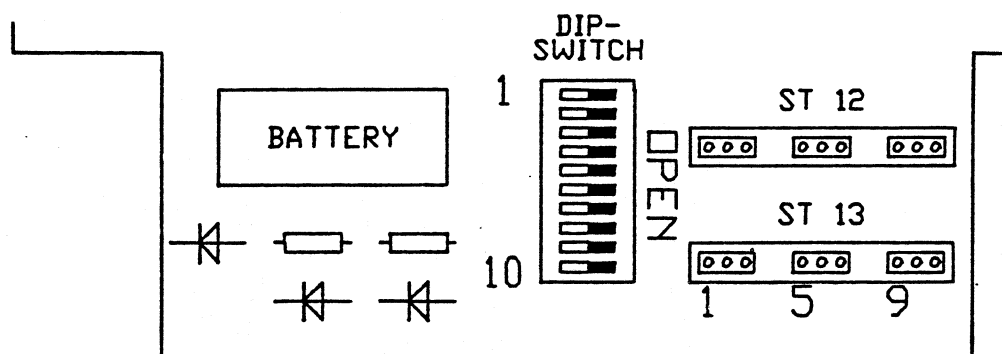 DIP-
SWITCH
1
10
OPEN
BATTERY
ST 12
ST 13
1 5 9